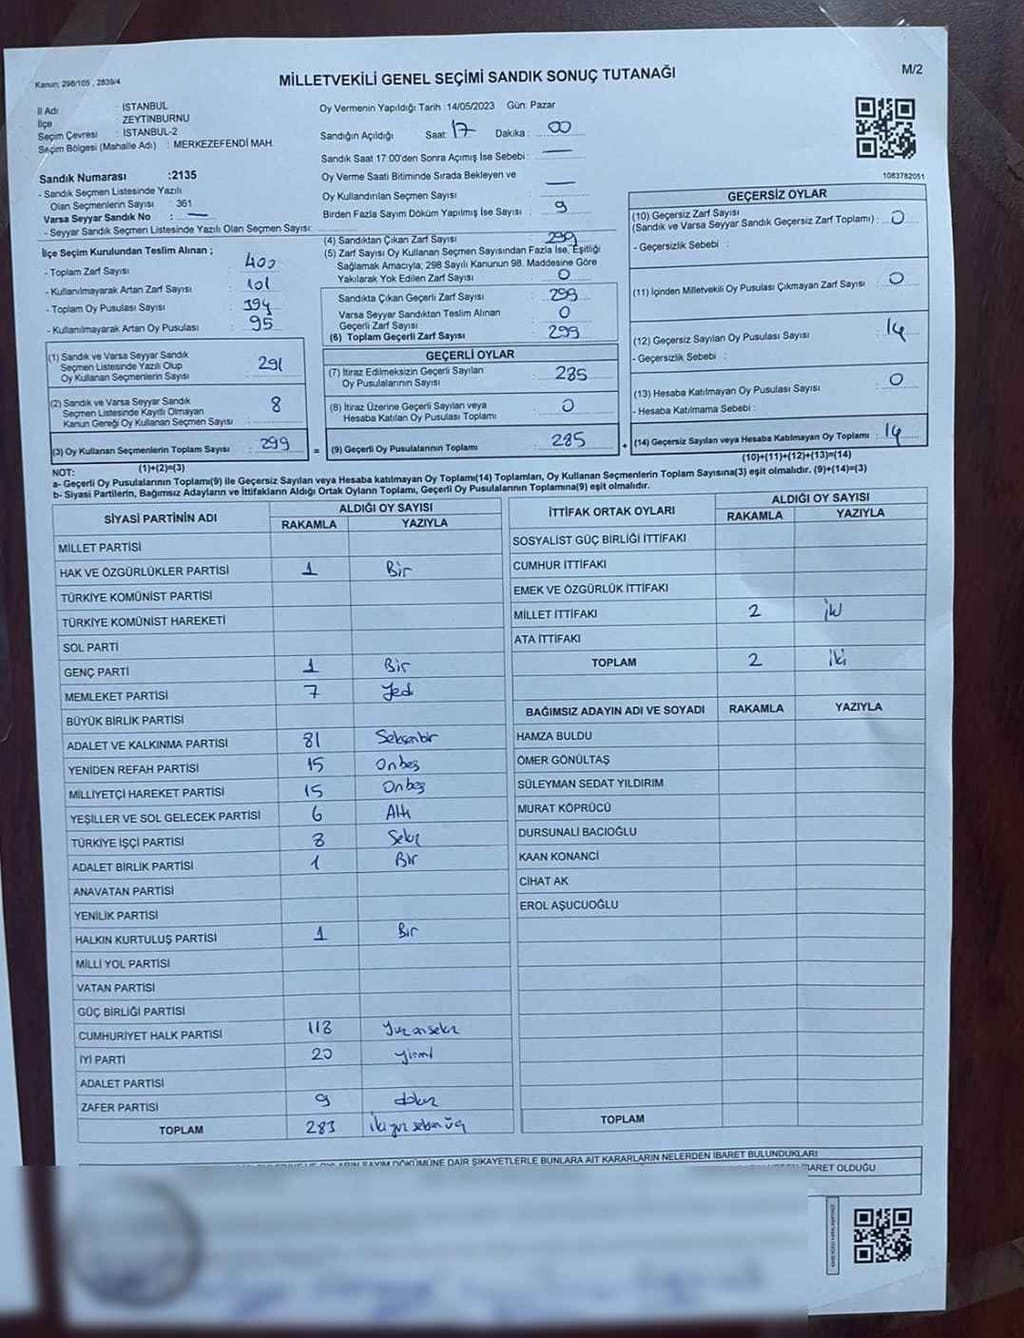 MİLLETVEKİLİ GENEL SEÇİMİ SANDIK SONUÇ TUTANAĞI
Kanun: 298/105 , 2839/4
M/2
İl Adı : İSTANBUL
İlçe : ZEYTİNBURNU
Seçim Çevresi : İSTANBUL-2
Seçim Bölgesi (Mahalle Adı) : MERKEZEFENDİ MAH.
Sandık Numarası :2135
- Sandık Seçmen Listesinde Yazılı
Olan Seçmenlerin Sayısı : 361
Varsa Seyyar Sandık No : —
- Seyyar Sandık Seçmen Listesinde Yazılı Olan Seçmen Sayısı:
Oy Vermenin Yapıldığı Tarih :14/05/2023 Gün: Pazar
Sandığın Açıldığı Saat: 17 Dakika : 00
Sandık Saat 17:00'den Sonra Açımış İse Sebebi : —
Oy Verme Saati Bitiminde Sırada Bekleyen ve
Oy Kullandırılan Seçmen Sayısı : —
Birden Fazla Sayım Döküm Yapılmış İse Sayısı : 9
1083782051
İlçe Seçim Kurulundan Teslim Alınan ;
- Toplam Zarf Sayısı : 400
- Kullanılmayarak Artan Zarf Sayısı : 101
- Toplam Oy Pusulası Sayısı : 394
- Kullanılmayarak Artan Oy Pusulası : 95
(1) Sandık ve Varsa Seyyar Sandık
Seçmen Listesinde Yazılı Olup
Oy Kullanan Seçmenlerin Sayısı : 291
(2) Sandık ve Varsa Seyyar Sandık
Seçmen Listesinde Kayıtlı Olmayan
Kanun Gereği Oy Kullanan Seçmen Sayısı : 8
(3) Oy Kullanan Seçmenlerin Toplam Sayısı : 299
(1)+(2)=(3)
(4) Sandıktan Çıkan Zarf Sayısı : 299
(5) Zarf Sayısı Oy Kullanan Seçmen Sayısından Fazla İse, Eşitliği
Sağlamak Amacıyla, 298 Sayılı Kanunun 98. Maddesine Göre
Yakılarak Yok Edilen Zarf Sayısı : 0
Sandıkta Çıkan Geçerli Zarf Sayısı : 299
Varsa Seyyar Sandıktan Teslim Alınan
Geçerli Zarf Sayısı : 0
(6) Toplam Geçerli Zarf Sayısı : 299
GEÇERLİ OYLAR
(7) İtiraz Edilmeksizin Geçerli Sayılan
Oy Pusulalarının Sayısı : 285
(8) İtiraz Üzerine Geçerli Sayılan veya
Hesaba Katılan Oy Pusulası Toplamı : 0
= (9) Geçerli Oy Pusulalarının Toplamı : 285
GEÇERSİZ OYLAR
(10) Geçersiz Zarf Sayısı
(Sandık ve Varsa Seyyar Sandık Geçersiz Zarf Toplamı) : 0
- Geçersizlik Sebebi :
(11) İçinden Milletvekili Oy Pusulası Çıkmayan Zarf Sayısı : 0
(12) Geçersiz Sayılan Oy Pusulası Sayısı : 14
- Geçersizlik Sebebi :
(13) Hesaba Katılmayan Oy Pusulası Sayısı : 0
- Hesaba Katılmama Sebebi :
+ (14) Geçersiz Sayılan veya Hesaba Katılmayan Oy Toplamı : 14
(10)+(11)+(12)+(13)=(14)
NOT:
a- Geçerli Oy Pusulalarının Toplamı(9) ile Geçersiz Sayılan veya Hesaba katılmayan Oy Toplamı(14) Toplamları, Oy Kullanan Seçmenlerin Toplam Sayısına(3) eşit olmalıdır. (9)+(14)=(3)
b- Siyasi Partilerin, Bağımsız Adayların ve İttifakların Aldığı Ortak Oyların Toplamı, Geçerli Oy Pusulalarının Toplamına(9) eşit olmalıdır.
SİYASİ PARTİNİN ADI ALDIĞI OY SAYISI
RAKAMLA YAZIYLA
MİLLET PARTİSİ
HAK VE ÖZGÜRLÜKLER PARTİSİ 1 Bir
TÜRKİYE KOMÜNİST PARTİSİ
TÜRKİYE KOMÜNİST HAREKETİ
SOL PARTİ
GENÇ PARTİ 1 Bir
MEMLEKET PARTİSİ 7 Yedi
BÜYÜK BİRLİK PARTİSİ
ADALET VE KALKINMA PARTİSİ 81 Seksenbir
YENİDEN REFAH PARTİSİ 15 Onbeş
MİLLİYETÇİ HAREKET PARTİSİ 15 Onbeş
YEŞİLLER VE SOL GELECEK PARTİSİ 6 Altı
TÜRKİYE İŞÇİ PARTİSİ 8 Sekiz
ADALET BİRLİK PARTİSİ 1 Bir
ANAVATAN PARTİSİ
YENİLİK PARTİSİ
HALKIN KURTULUŞ PARTİSİ 1 Bir
MİLLİ YOL PARTİSİ
VATAN PARTİSİ
GÜÇ BİRLİĞİ PARTİSİ
CUMHURİYET HALK PARTİSİ 118 Yüzonsekiz
İYİ PARTİ 20 yirmi
ADALET PARTİSİ
ZAFER PARTİSİ 9 dokuz
TOPLAM 283 iki yüz seksen üç
İTTİFAK ORTAK OYLARI ALDIĞI OY SAYISI
RAKAMLA YAZIYLA
SOSYALİST GÜÇ BİRLİĞİ İTTİFAKI
CUMHUR İTTİFAKI
EMEK VE ÖZGÜRLÜK İTTİFAKI
MİLLET İTTİFAKI 2 iki
ATA İTTİFAKI
TOPLAM 2 iki
BAĞIMSIZ ADAYIN ADI VE SOYADI RAKAMLA YAZIYLA
HAMZA BULDU
ÖMER GÖNÜLTAŞ
SÜLEYMAN SEDAT YILDIRIM
MURAT KÖPRÜCÜ
DURSUNALİ BACIOĞLU
KAAN KONANCİ
CİHAT AK
EROL AŞUCUOĞLU
TOPLAM
SAYIM DÖKÜMÜNE DAİR ŞİKAYETLERLE BUNLARA AİT KARARLARIN NELERDEN İBARET BULUNDUKLARI
İBARET OLDUĞU